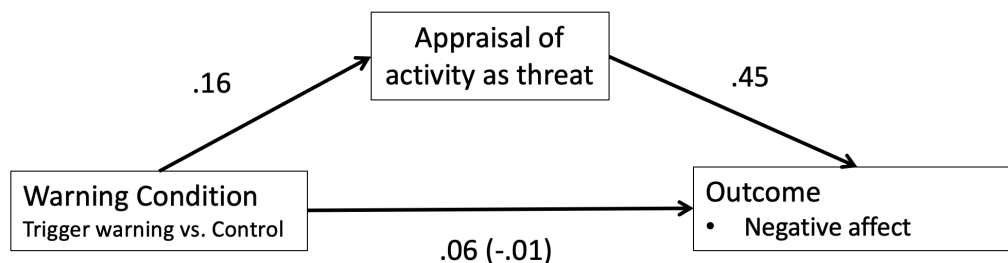 Appraisal of
activity as threat
.16
.45
Warning Condition
Trigger warning vs. Control
Outcome
• Negative affect
.06 (-.01)